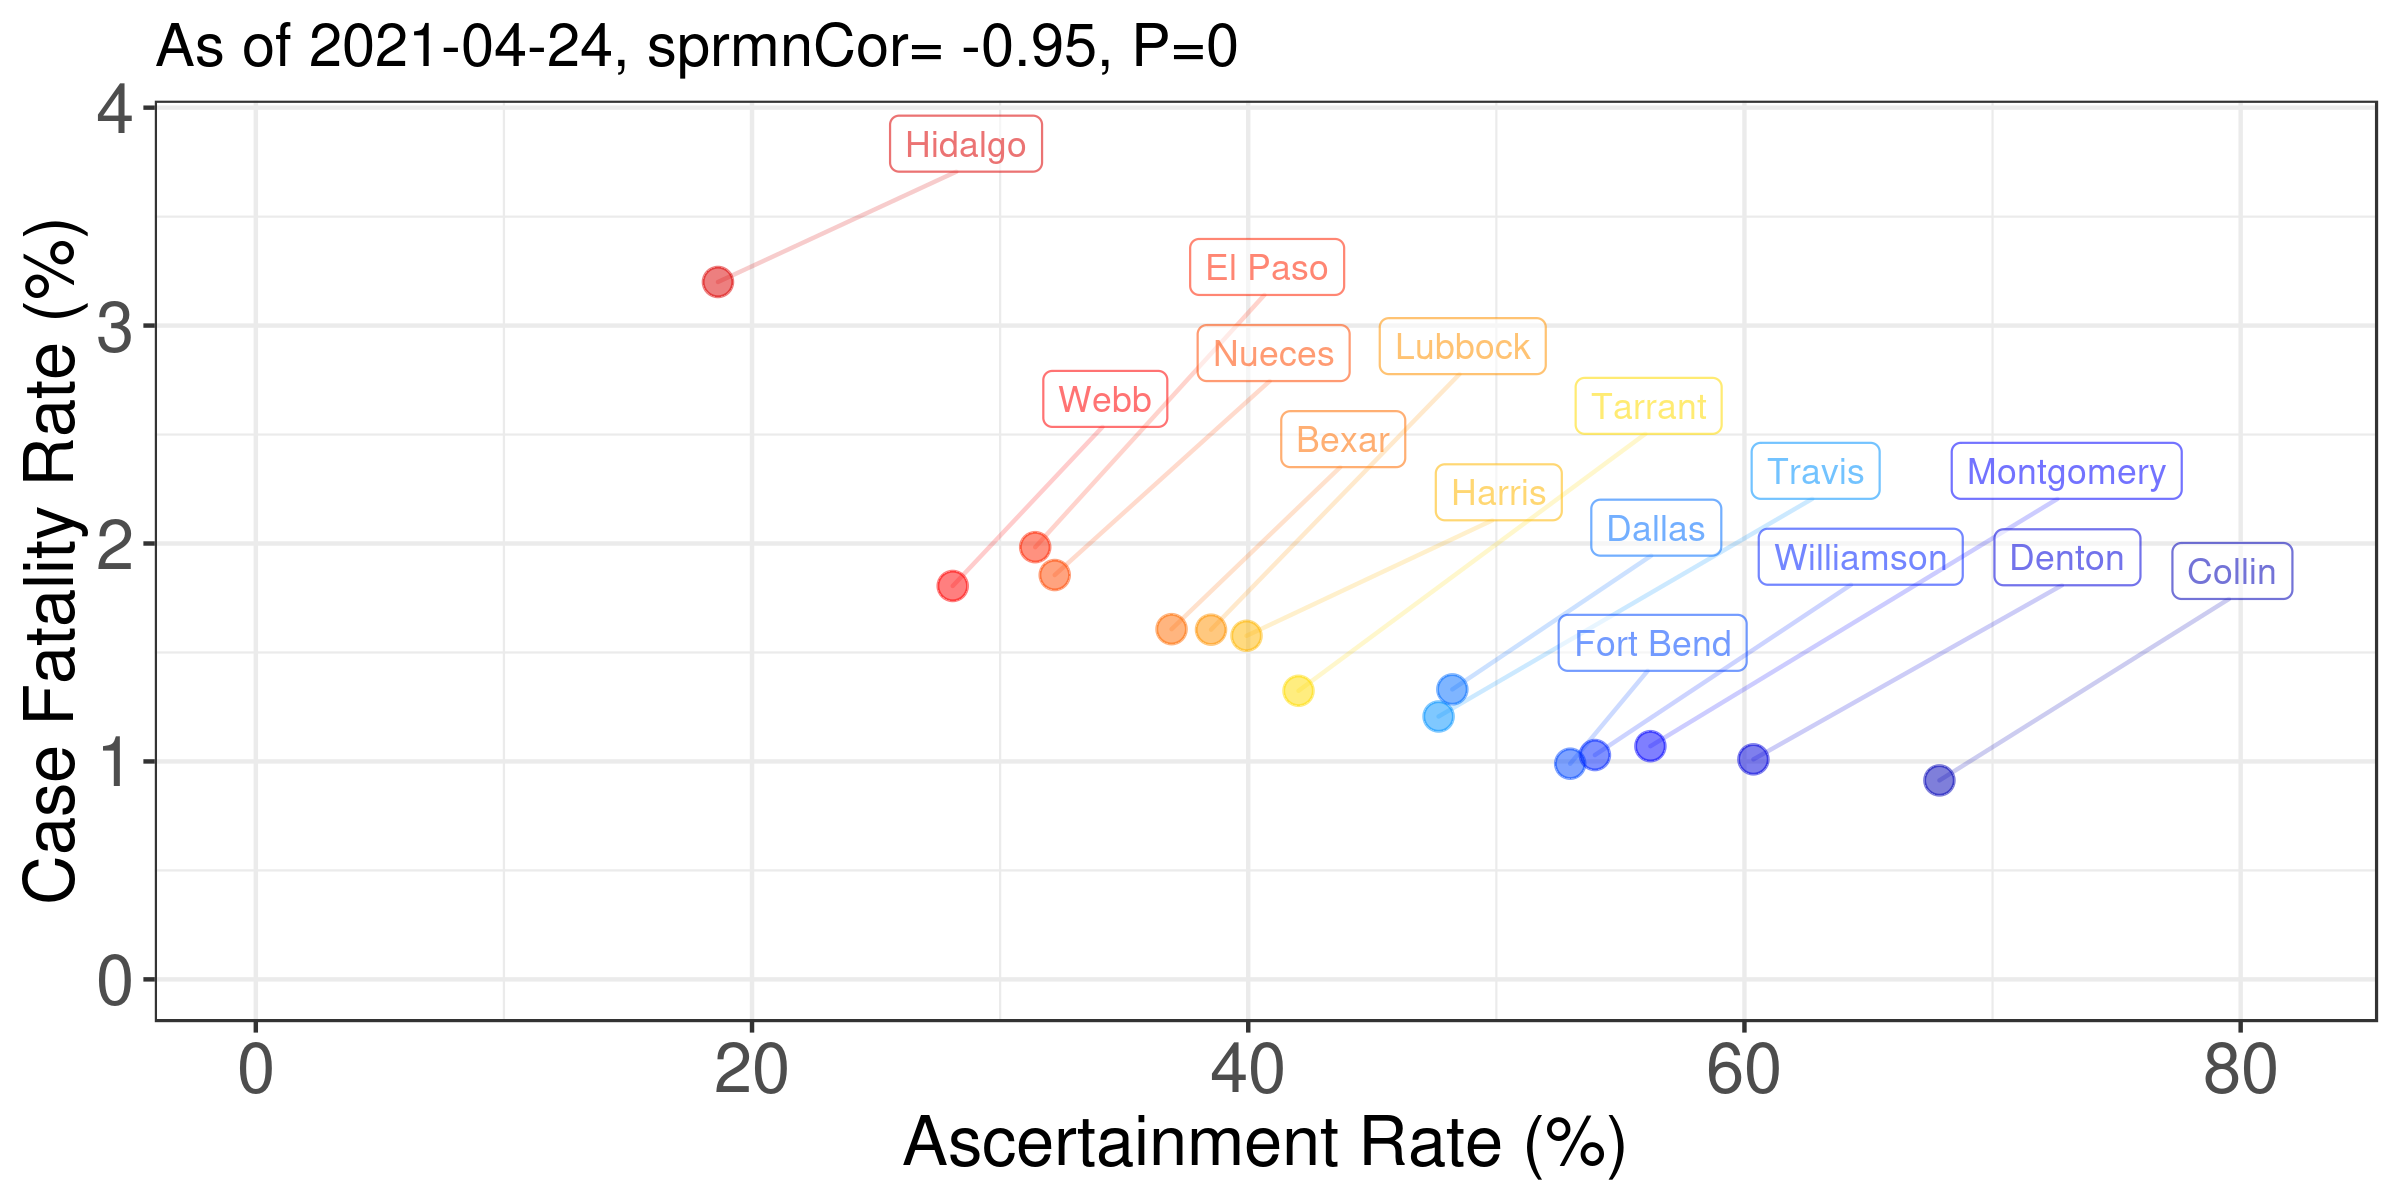 As of 2021-04-24, sprmnCor= -0.95, P=0
Case Fatality Rate (%)
4
3
2
1
0
Hidalgo
El Paso
Nueces
Lubbock
Webb
Tarrant
Bexar
Travis
Montgomery
Harris
Dallas
Williamson
Denton
Collin
Fort Bend
0 20 40 60 80
Ascertainment Rate (%)